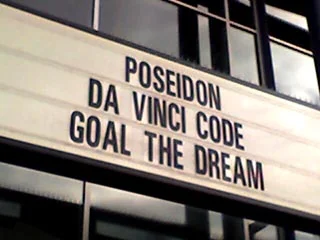 POSEIDON
DA VINCI CODE
GOAL THE DREAM